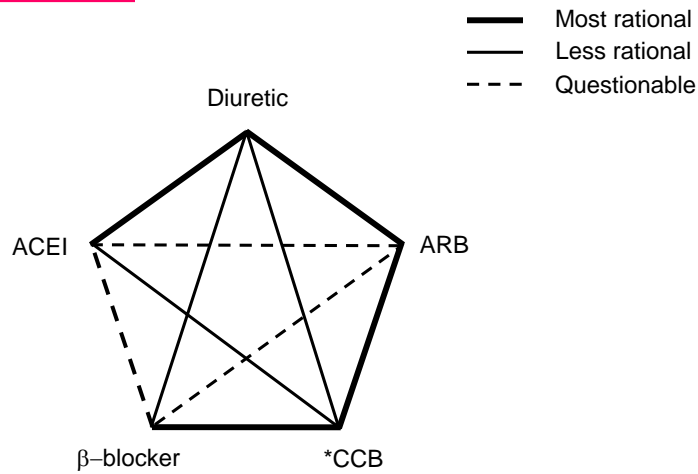 Most rational
Less rational
Questionable
Diuretic
ACEI
ARB
β–blocker
*CCB